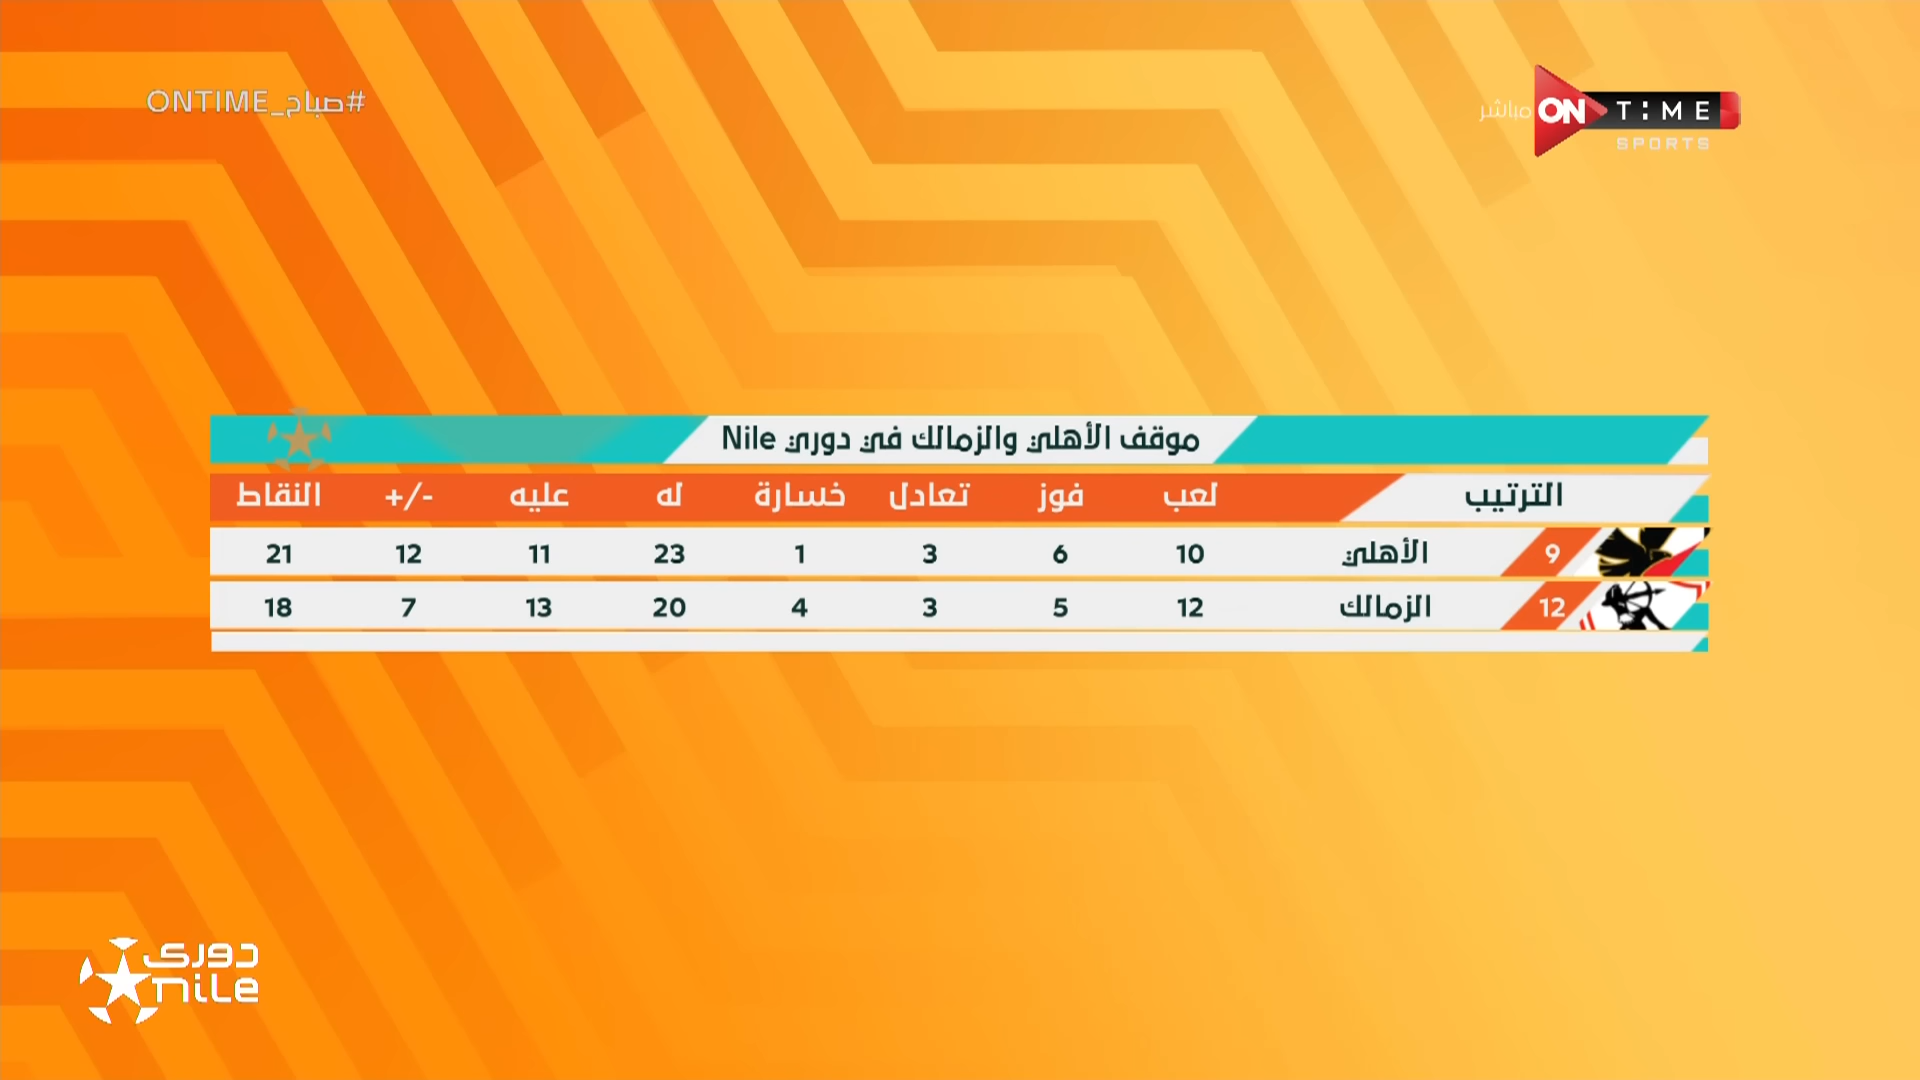 #صباح_ONTIME
مباشر ON TIME
SPORTS
موقف الأهلي والزمالك في دوري Nile
الترتيب لعب فوز تعادل خسارة له عليه +/- النقاط
9 الأهلي 10 6 3 1 23 11 12 21
12 الزمالك 12 5 3 4 20 13 7 18
دورى
nile